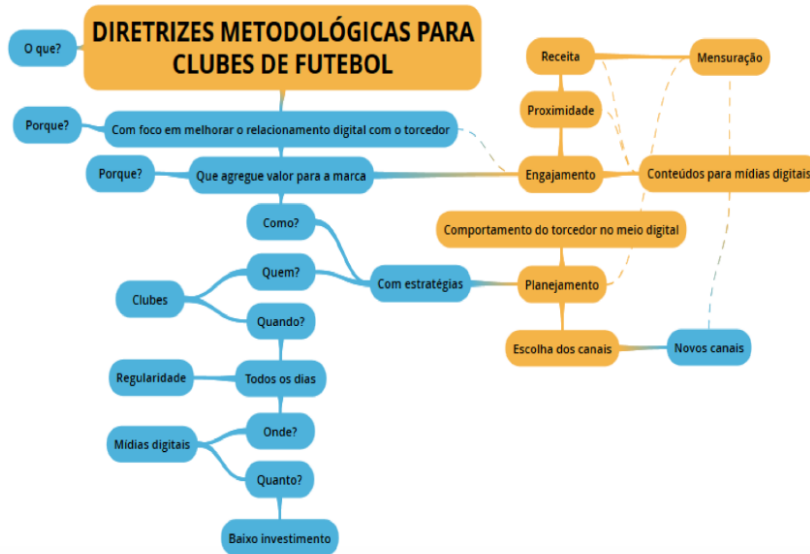 DIRETRIZES METODOLÓGICAS PARA
CLUBES DE FUTEBOL
O que?
Receita
Mensuração
Proximidade
Porque?
Com foco em melhorar o relacionamento digital com o torcedor
Porque?
Que agregue valor para a marca
Engajamento
Conteúdos para mídias digitais
Como?
Comportamento do torcedor no meio digital
Quem?
Clubes
Com estratégias
Planejamento
Quando?
Escolha dos canais
Novos canais
Regularidade
Todos os dias
Onde?
Mídias digitais
Quanto?
Baixo investimento